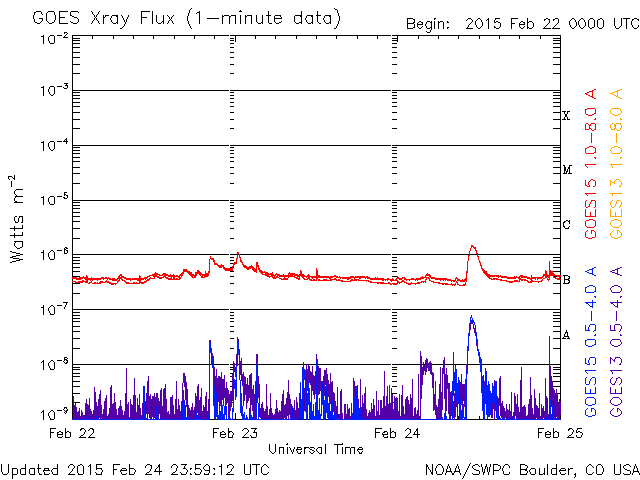 GOES Xray Flux (1-minute data)
Begin: 2015 Feb 22 0000 UTC
10-2
10-3
10-4
10-5
10-6
10-7
10-8
10-9
Watts m-2
X
M
C
B
A
GOES15 1.0-8.0 A
GOES13 1.0-8.0 A
GOES15 0.5-4.0 A
GOES13 0.5-4.0 A
Feb 22 Feb 23 Feb 24 Feb 25
Universal Time
Updated 2015 Feb 24 23:59:12 UTC
NOAA/SWPC Boulder, CO USA